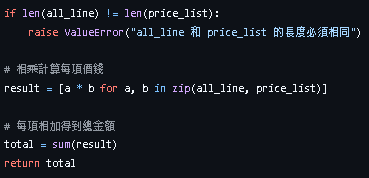 if len(all_line) != len(price_list):
    raise ValueError("all_line 和 price_list 的長度必須相同")

# 相乘計算每項價錢
result = [a * b for a, b in zip(all_line, price_list)]

# 每項相加得到總金額
total = sum(result)
return total